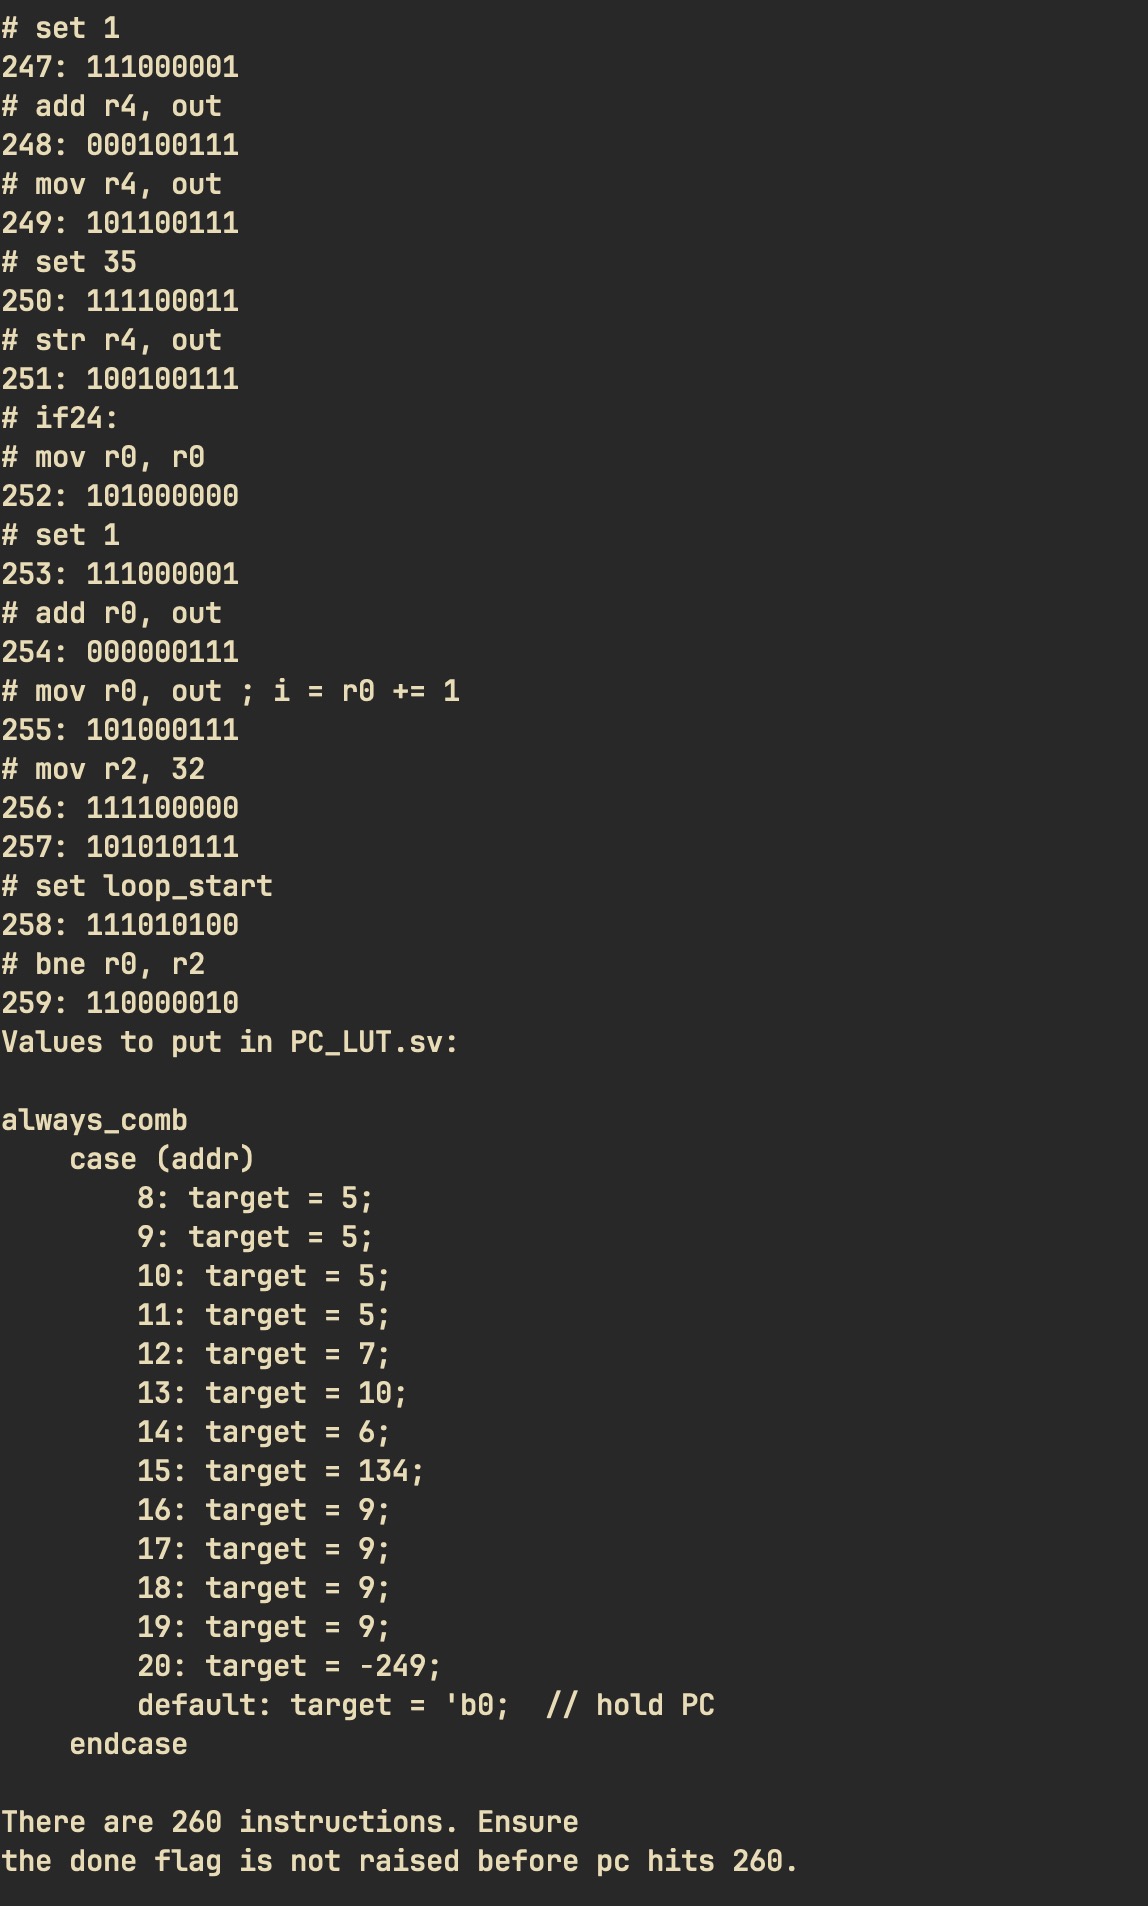 # set 1
247: 111000001
# add r4, out
248: 000100111
# mov r4, out
249: 101100111
# set 35
250: 111100011
# str r4, out
251: 100100111
# if24:
# mov r0, r0
252: 101000000
# set 1
253: 111000001
# add r0, out
254: 000000111
# mov r0, out ; i = r0 += 1
255: 101000111
# mov r2, 32
256: 111100000
257: 101010111
# set loop_start
258: 111010100
# bne r0, r2
259: 110000010
Values to put in PC_LUT.sv:

always_comb
    case (addr)
        8: target = 5;
        9: target = 5;
        10: target = 5;
        11: target = 5;
        12: target = 7;
        13: target = 10;
        14: target = 6;
        15: target = 134;
        16: target = 9;
        17: target = 9;
        18: target = 9;
        19: target = 9;
        20: target = -249;
        default: target = 'b0;  // hold PC
    endcase

There are 260 instructions. Ensure
the done flag is not raised before pc hits 260.